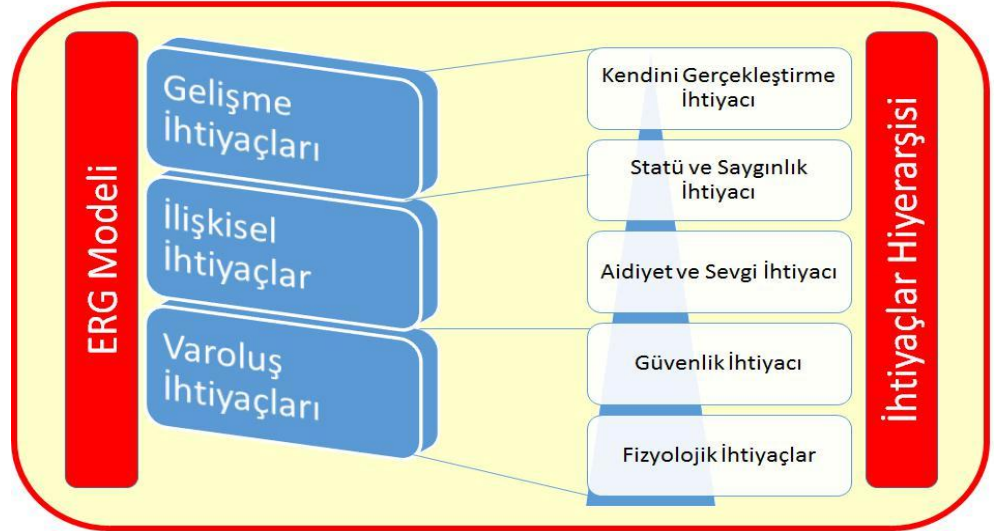 ERG Modeli
Gelişme
İhtiyaçları
İlişkisel
İhtiyaçlar
Varoluş
İhtiyaçları
Kendini Gerçekleştirme
İhtiyacı
Statü ve Saygınlık
İhtiyacı
Aidiyet ve Sevgi İhtiyacı
Güvenlik İhtiyacı
Fizyolojik İhtiyaçlar
İhtiyaçlar Hiyerarşisi